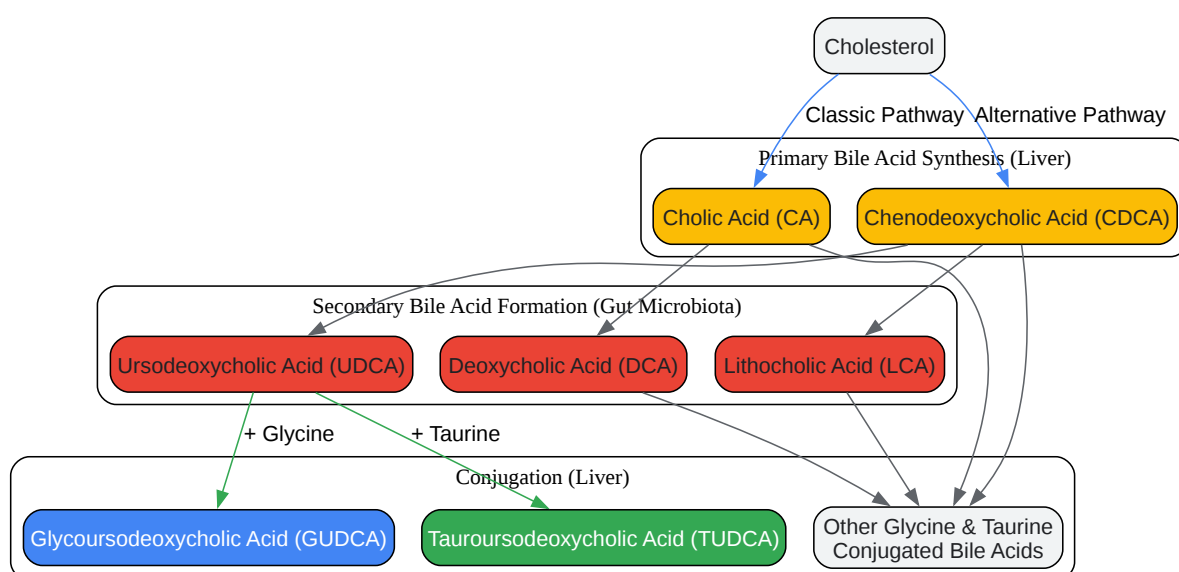 Cholesterol
Classic Pathway
Alternative Pathway
Primary Bile Acid Synthesis (Liver)
Cholic Acid (CA)
Chenodeoxycholic Acid (CDCA)
Secondary Bile Acid Formation (Gut Microbiota)
Ursodeoxycholic Acid (UDCA)
Deoxycholic Acid (DCA)
Lithocholic Acid (LCA)
+ Glycine
+ Taurine
Conjugation (Liver)
Glycoursodeoxycholic Acid (GUDCA)
Tauroursodeoxycholic Acid (TUDCA)
Other Glycine & Taurine
Conjugated Bile Acids